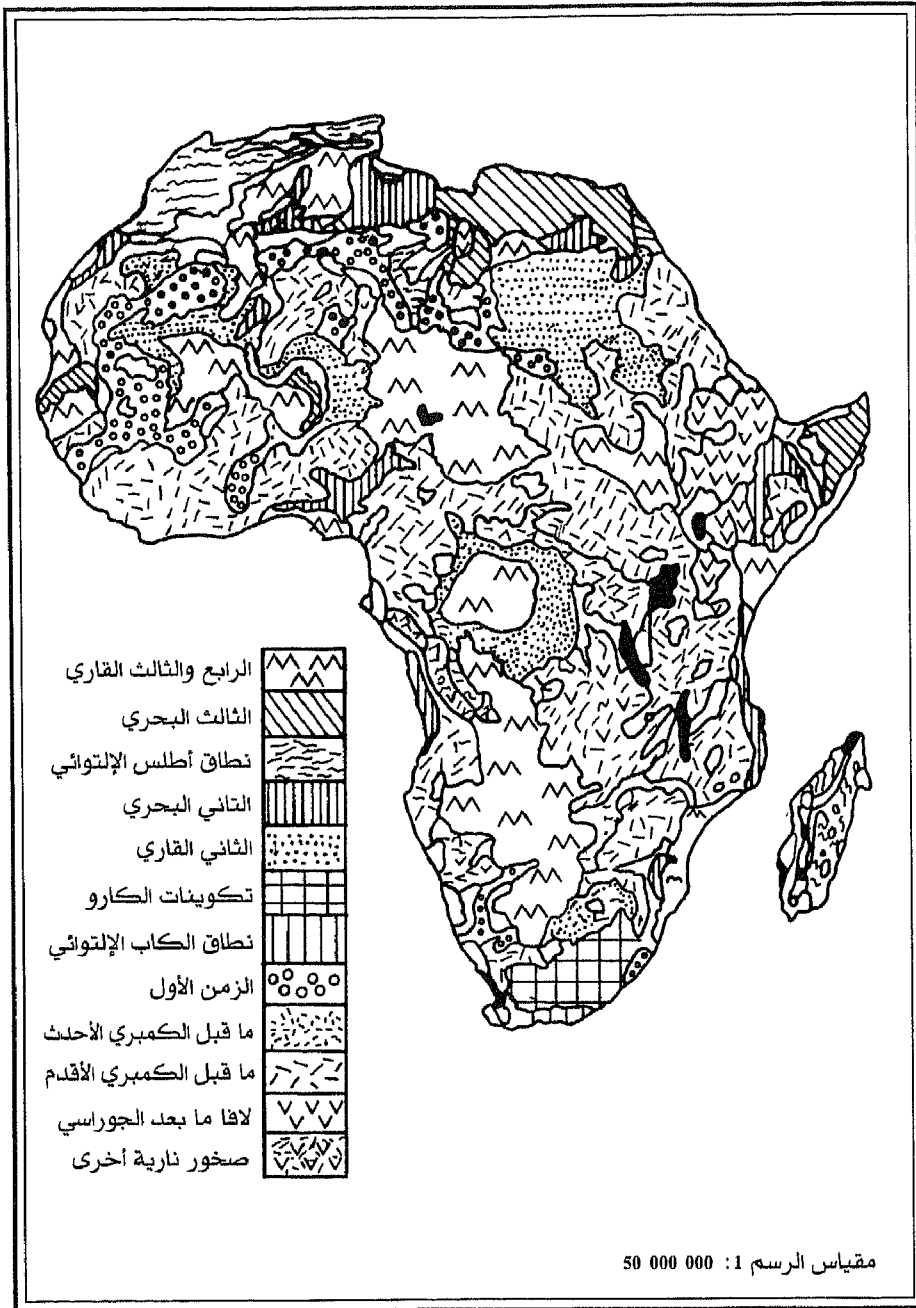 الرابع والثالث القاري
الثالث البحري
نطاق أطلس الإلتوائي
التاني البحري
الثاني القاري
تكوينات الكارو
نطاق الكاب الإلتوائي
الزمن الأول
ما قبل الكمبري الأحدث
ما قبل الكمبري الأقدم
لافا ما بعد الجوراسي
صخور نارية أخرى
مقياس الرسم 1: 000 000 50